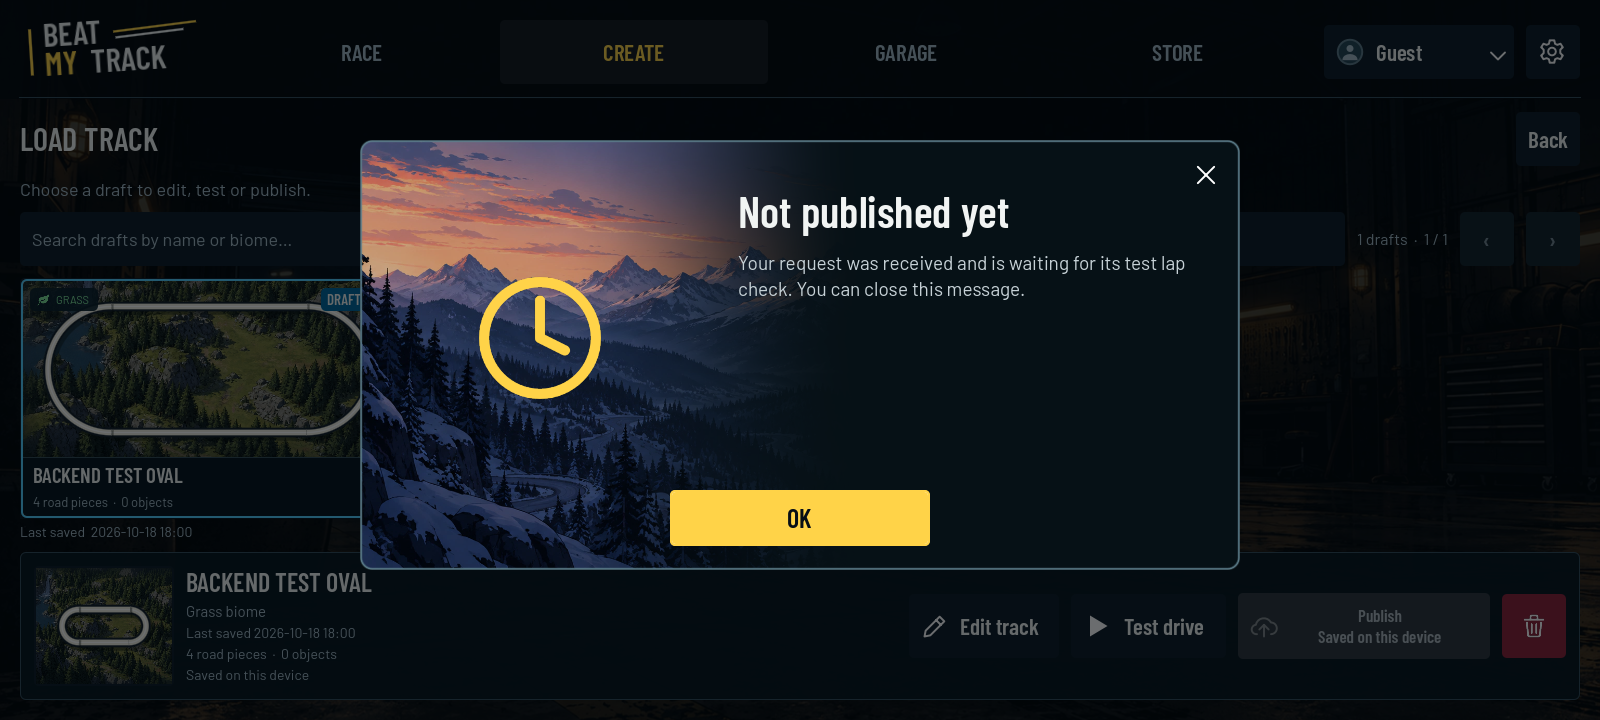 BEAT
MY TRACK
RACE
CREATE
GARAGE
STORE
Guest
LOAD TRACK
Back
Choose a draft to edit, test or publish.
Search drafts by name or biome...
1 drafts · 1 / 1
‹
›
GRASS
DRAFT
BACKEND TEST OVAL
4 road pieces · 0 objects
Last saved 2026-10-18 18:00
Not published yet
Your request was received and is waiting for its test lap
check. You can close this message.
OK
BACKEND TEST OVAL
Grass biome
Last saved 2026-10-18 18:00
4 road pieces · 0 objects
Saved on this device
Edit track
Test drive
Publish
Saved on this device